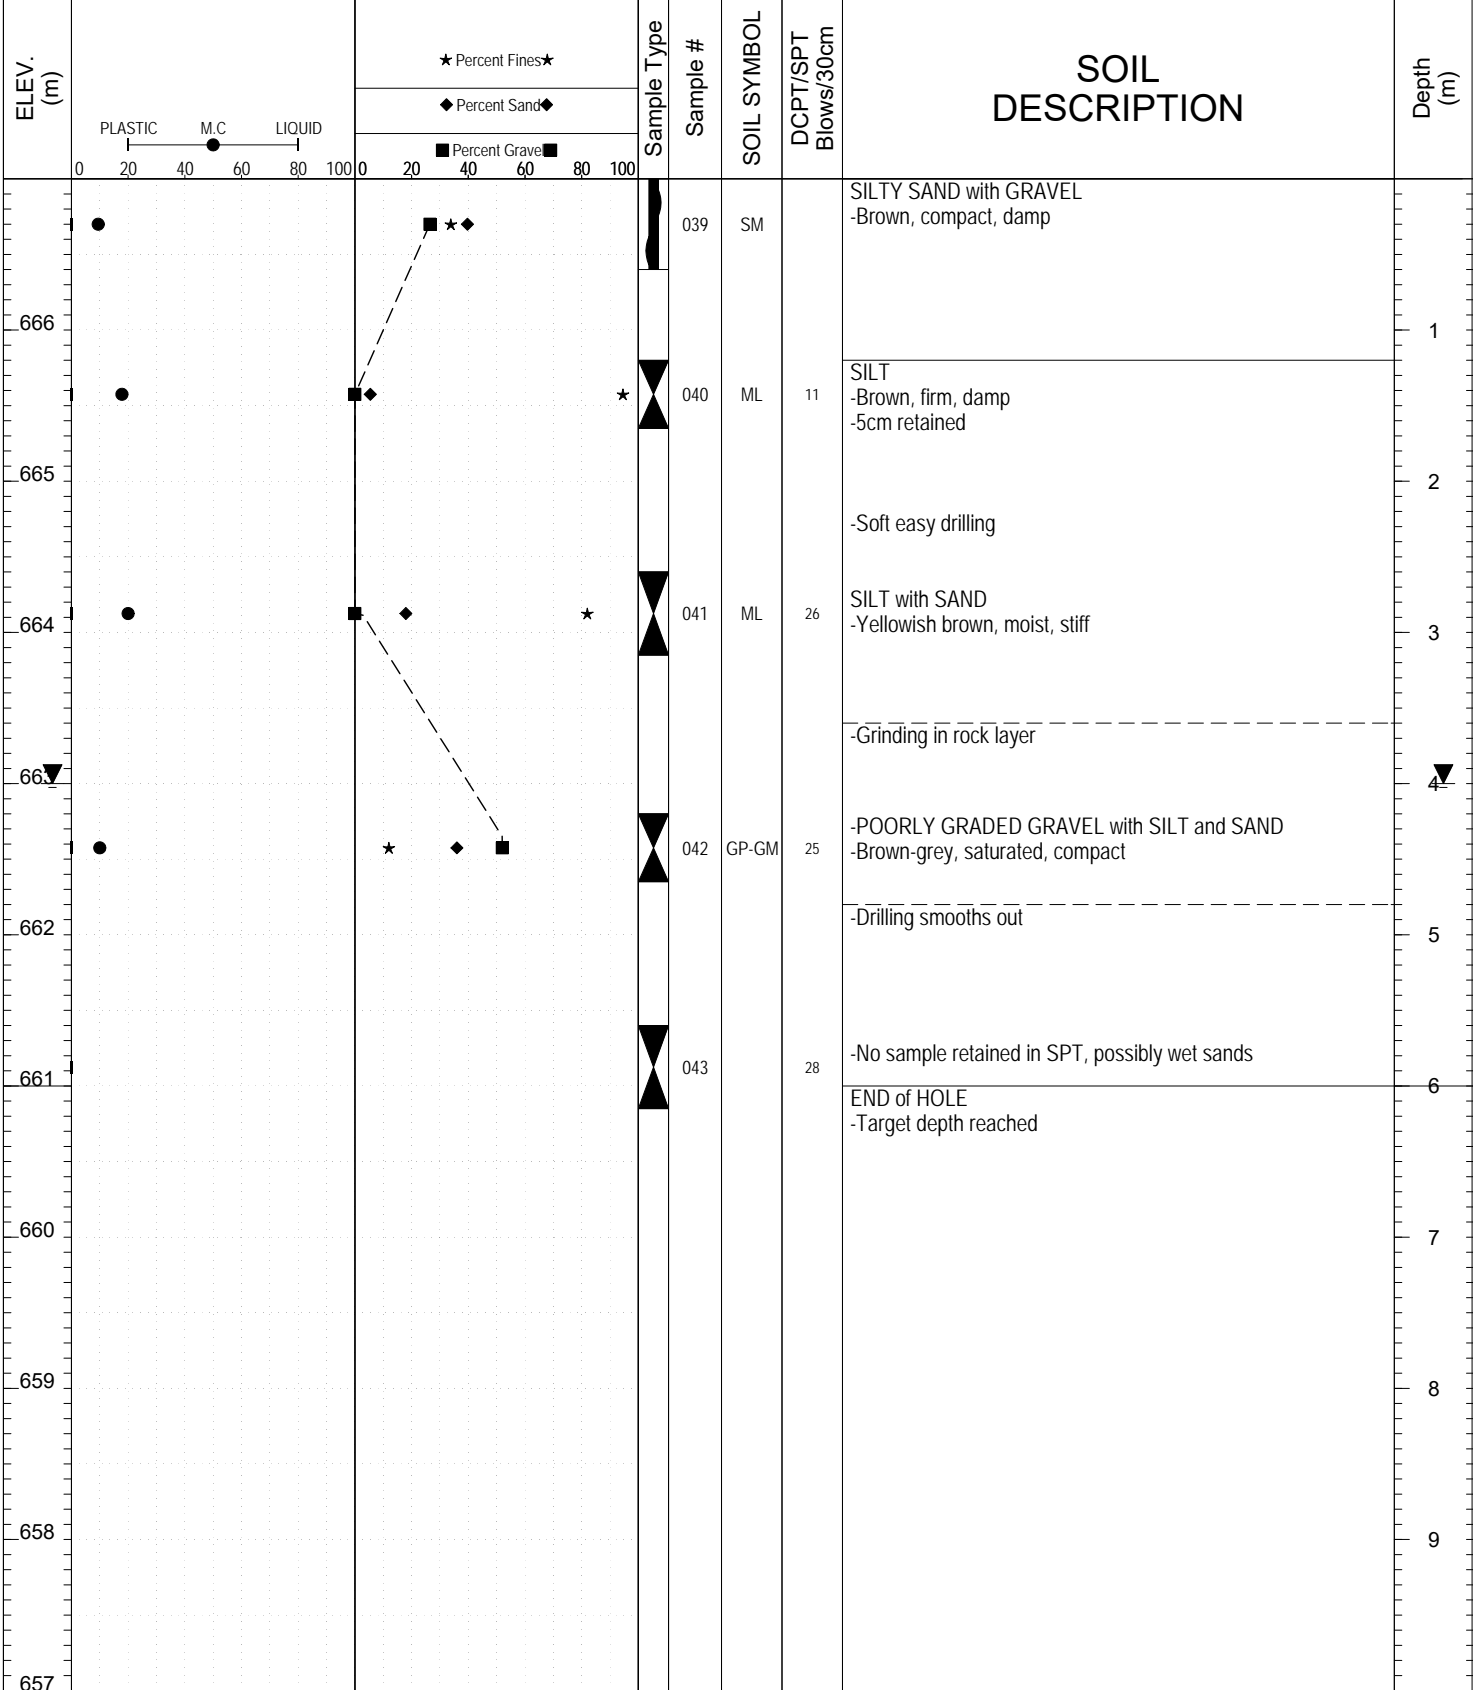 ELEV.
(m)
PLASTIC M.C LIQUID
0 20 40 60 80 100
Percent Fines
Percent Sand
Percent Gravel
0 20 40 60 80 100
Sample Type
Sample #
SOIL SYMBOL
DCPT/SPT
Blows/30cm
SOIL
DESCRIPTION
Depth
(m)
SILTY SAND with GRAVEL
039 SM -Brown, compact, damp
666 1
SILT
040 ML 11 -Brown, firm, damp
-5cm retained
665 2
-Soft easy drilling
SILT with SAND
041 ML 26 -Yellowish brown, moist, stiff
664 3
-Grinding in rock layer
663 4
-POORLY GRADED GRAVEL with SILT and SAND
042 GP-GM 25 -Brown-grey, saturated, compact
-Drilling smooths out
662 5
-No sample retained in SPT, possibly wet sands
043 28
661 6
END of HOLE
-Target depth reached
660 7
659 8
658 9
657